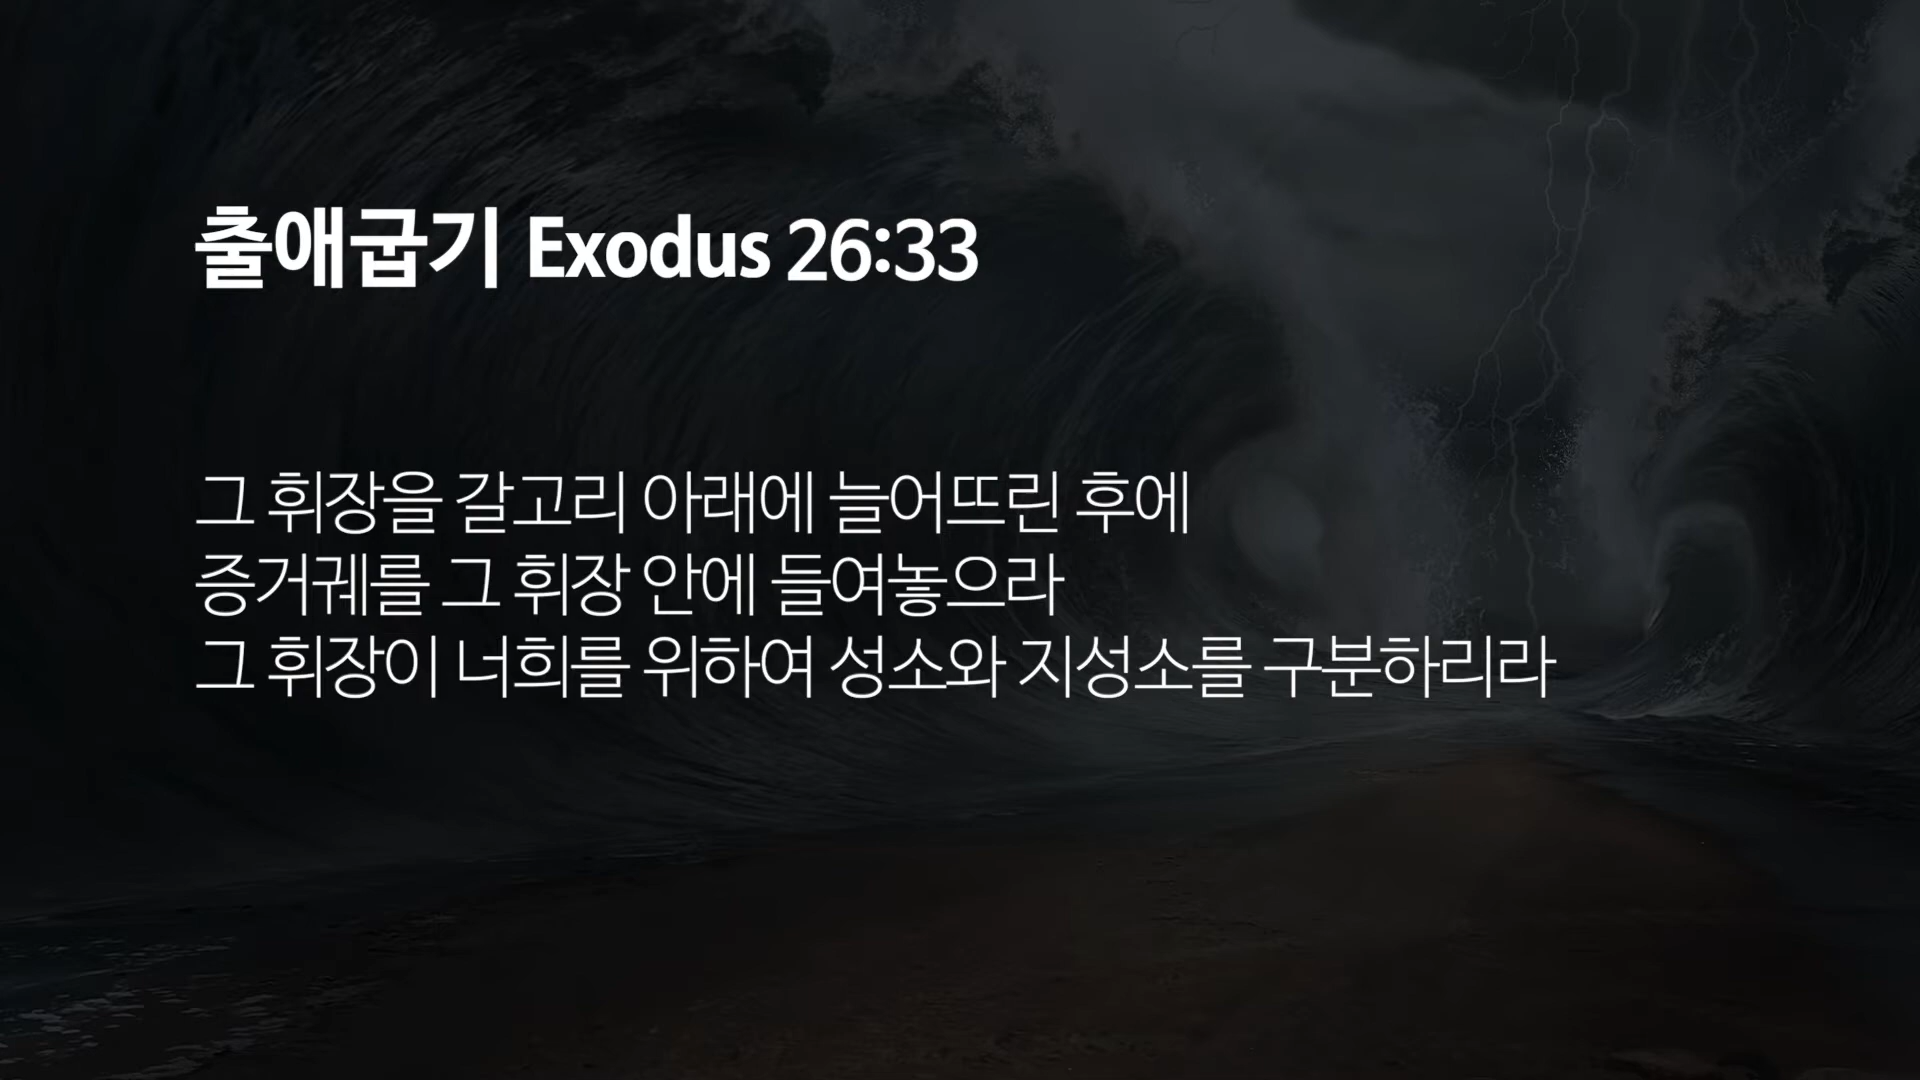 출애굽기 Exodus 26:33
그 휘장을 갈고리 아래에 늘어뜨린 후에
증거궤를 그 휘장 안에 들여놓으라
그 휘장이 너희를 위하여 성소와 지성소를 구분하리라